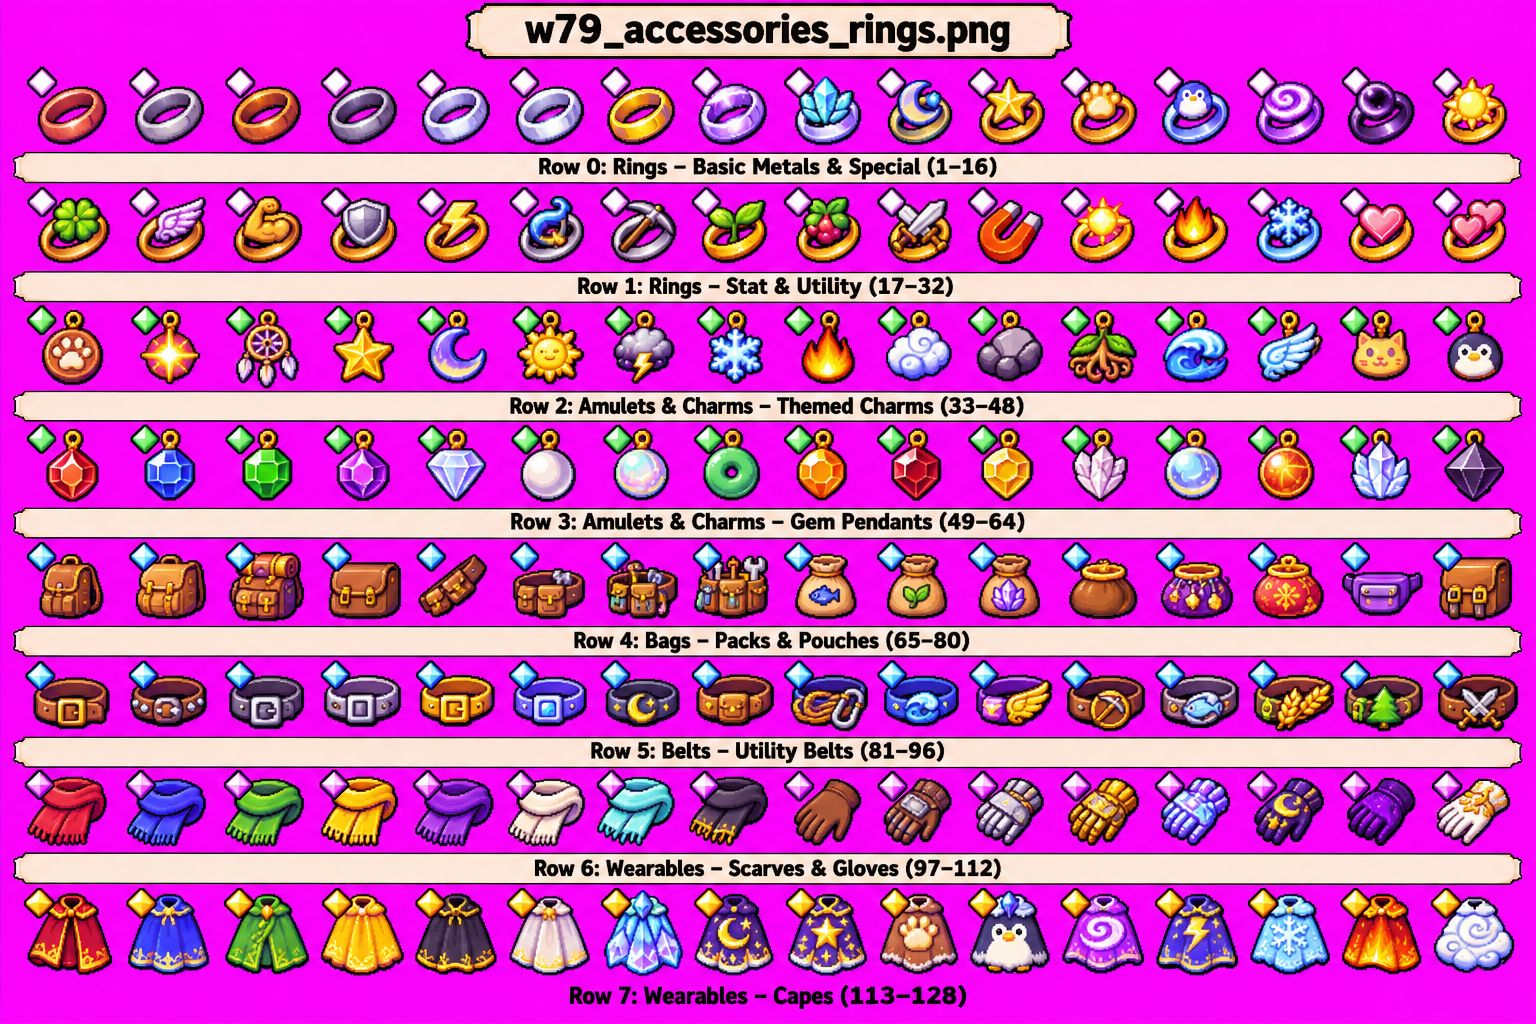 w79_accessories_rings.png
Row 0: Rings – Basic Metals & Special (1–16)
Row 1: Rings – Stat & Utility (17–32)
Row 2: Amulets & Charms – Themed Charms (33–48)
Row 3: Amulets & Charms – Gem Pendants (49–64)
Row 4: Bags – Packs & Pouches (65–80)
Row 5: Belts – Utility Belts (81–96)
Row 6: Wearables – Scarves & Gloves (97–112)
Row 7: Wearables – Capes (113–128)